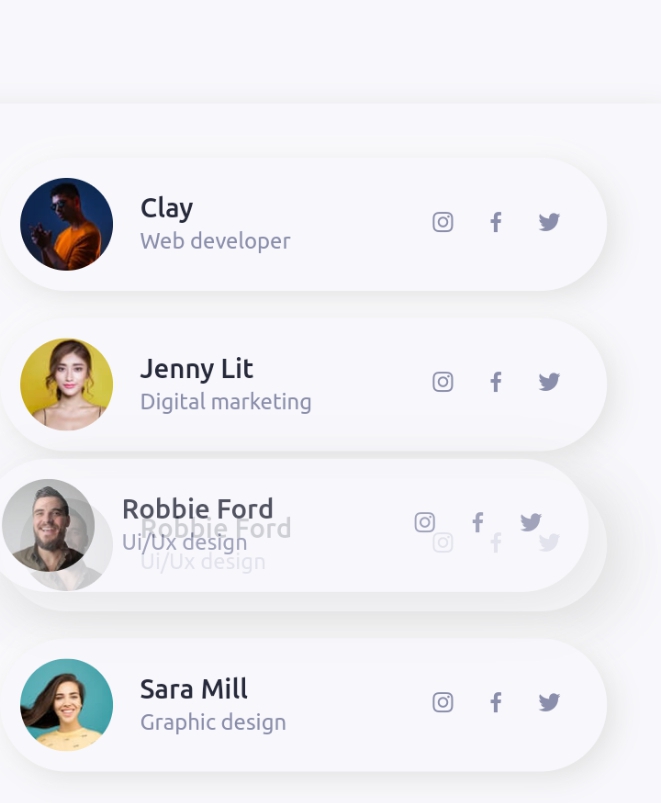 Clay
Web developer
Jenny Lit
Digital marketing
Robbie Ford
Robbie Ford
Ui/Ux design
Ui/Ux design
Sara Mill
Graphic design